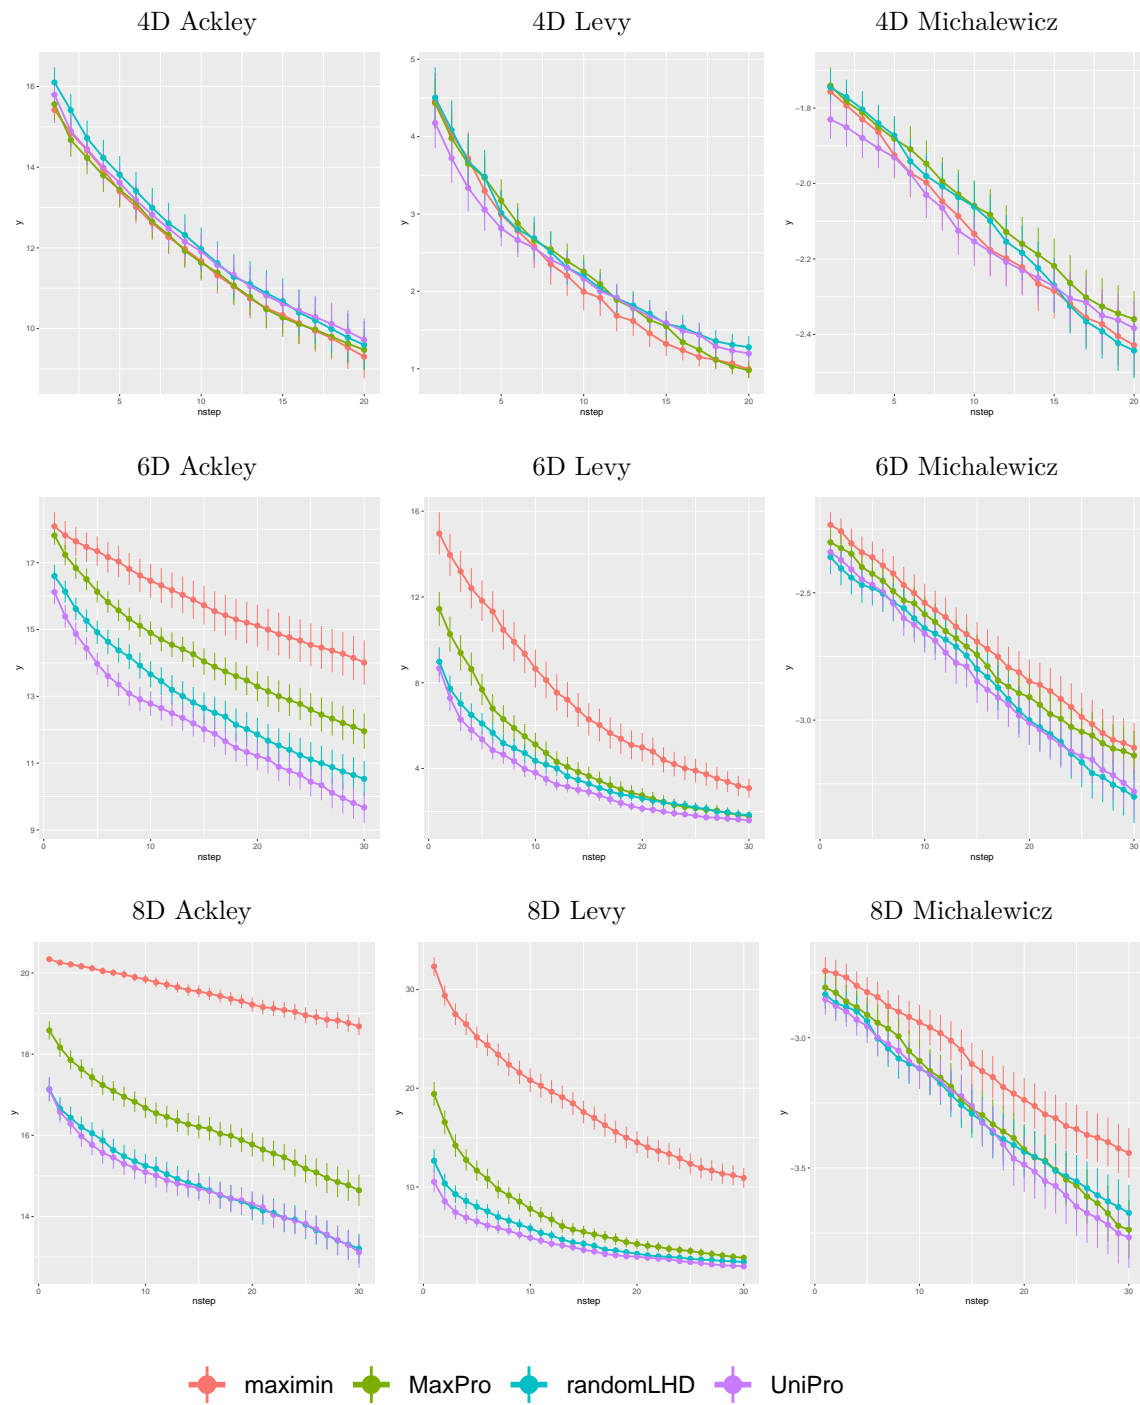 4D Ackley
4D Levy
4D Michalewicz
16
14
12
10
y
5
10
15
20
nstep
5
4
3
2
1
y
5
10
15
20
nstep
−1.8
−2.0
−2.2
−2.4
y
5
10
15
20
nstep
6D Ackley
6D Levy
6D Michalewicz
17
15
13
11
9
y
0
10
20
30
nstep
16
12
8
4
y
0
10
20
30
nstep
−2.5
−3.0
y
0
10
20
30
nstep
8D Ackley
8D Levy
8D Michalewicz
20
18
16
14
y
0
10
20
30
nstep
30
20
10
y
0
10
20
30
nstep
−3.0
−3.5
y
0
10
20
30
nstep
maximin MaxPro randomLHD UniPro